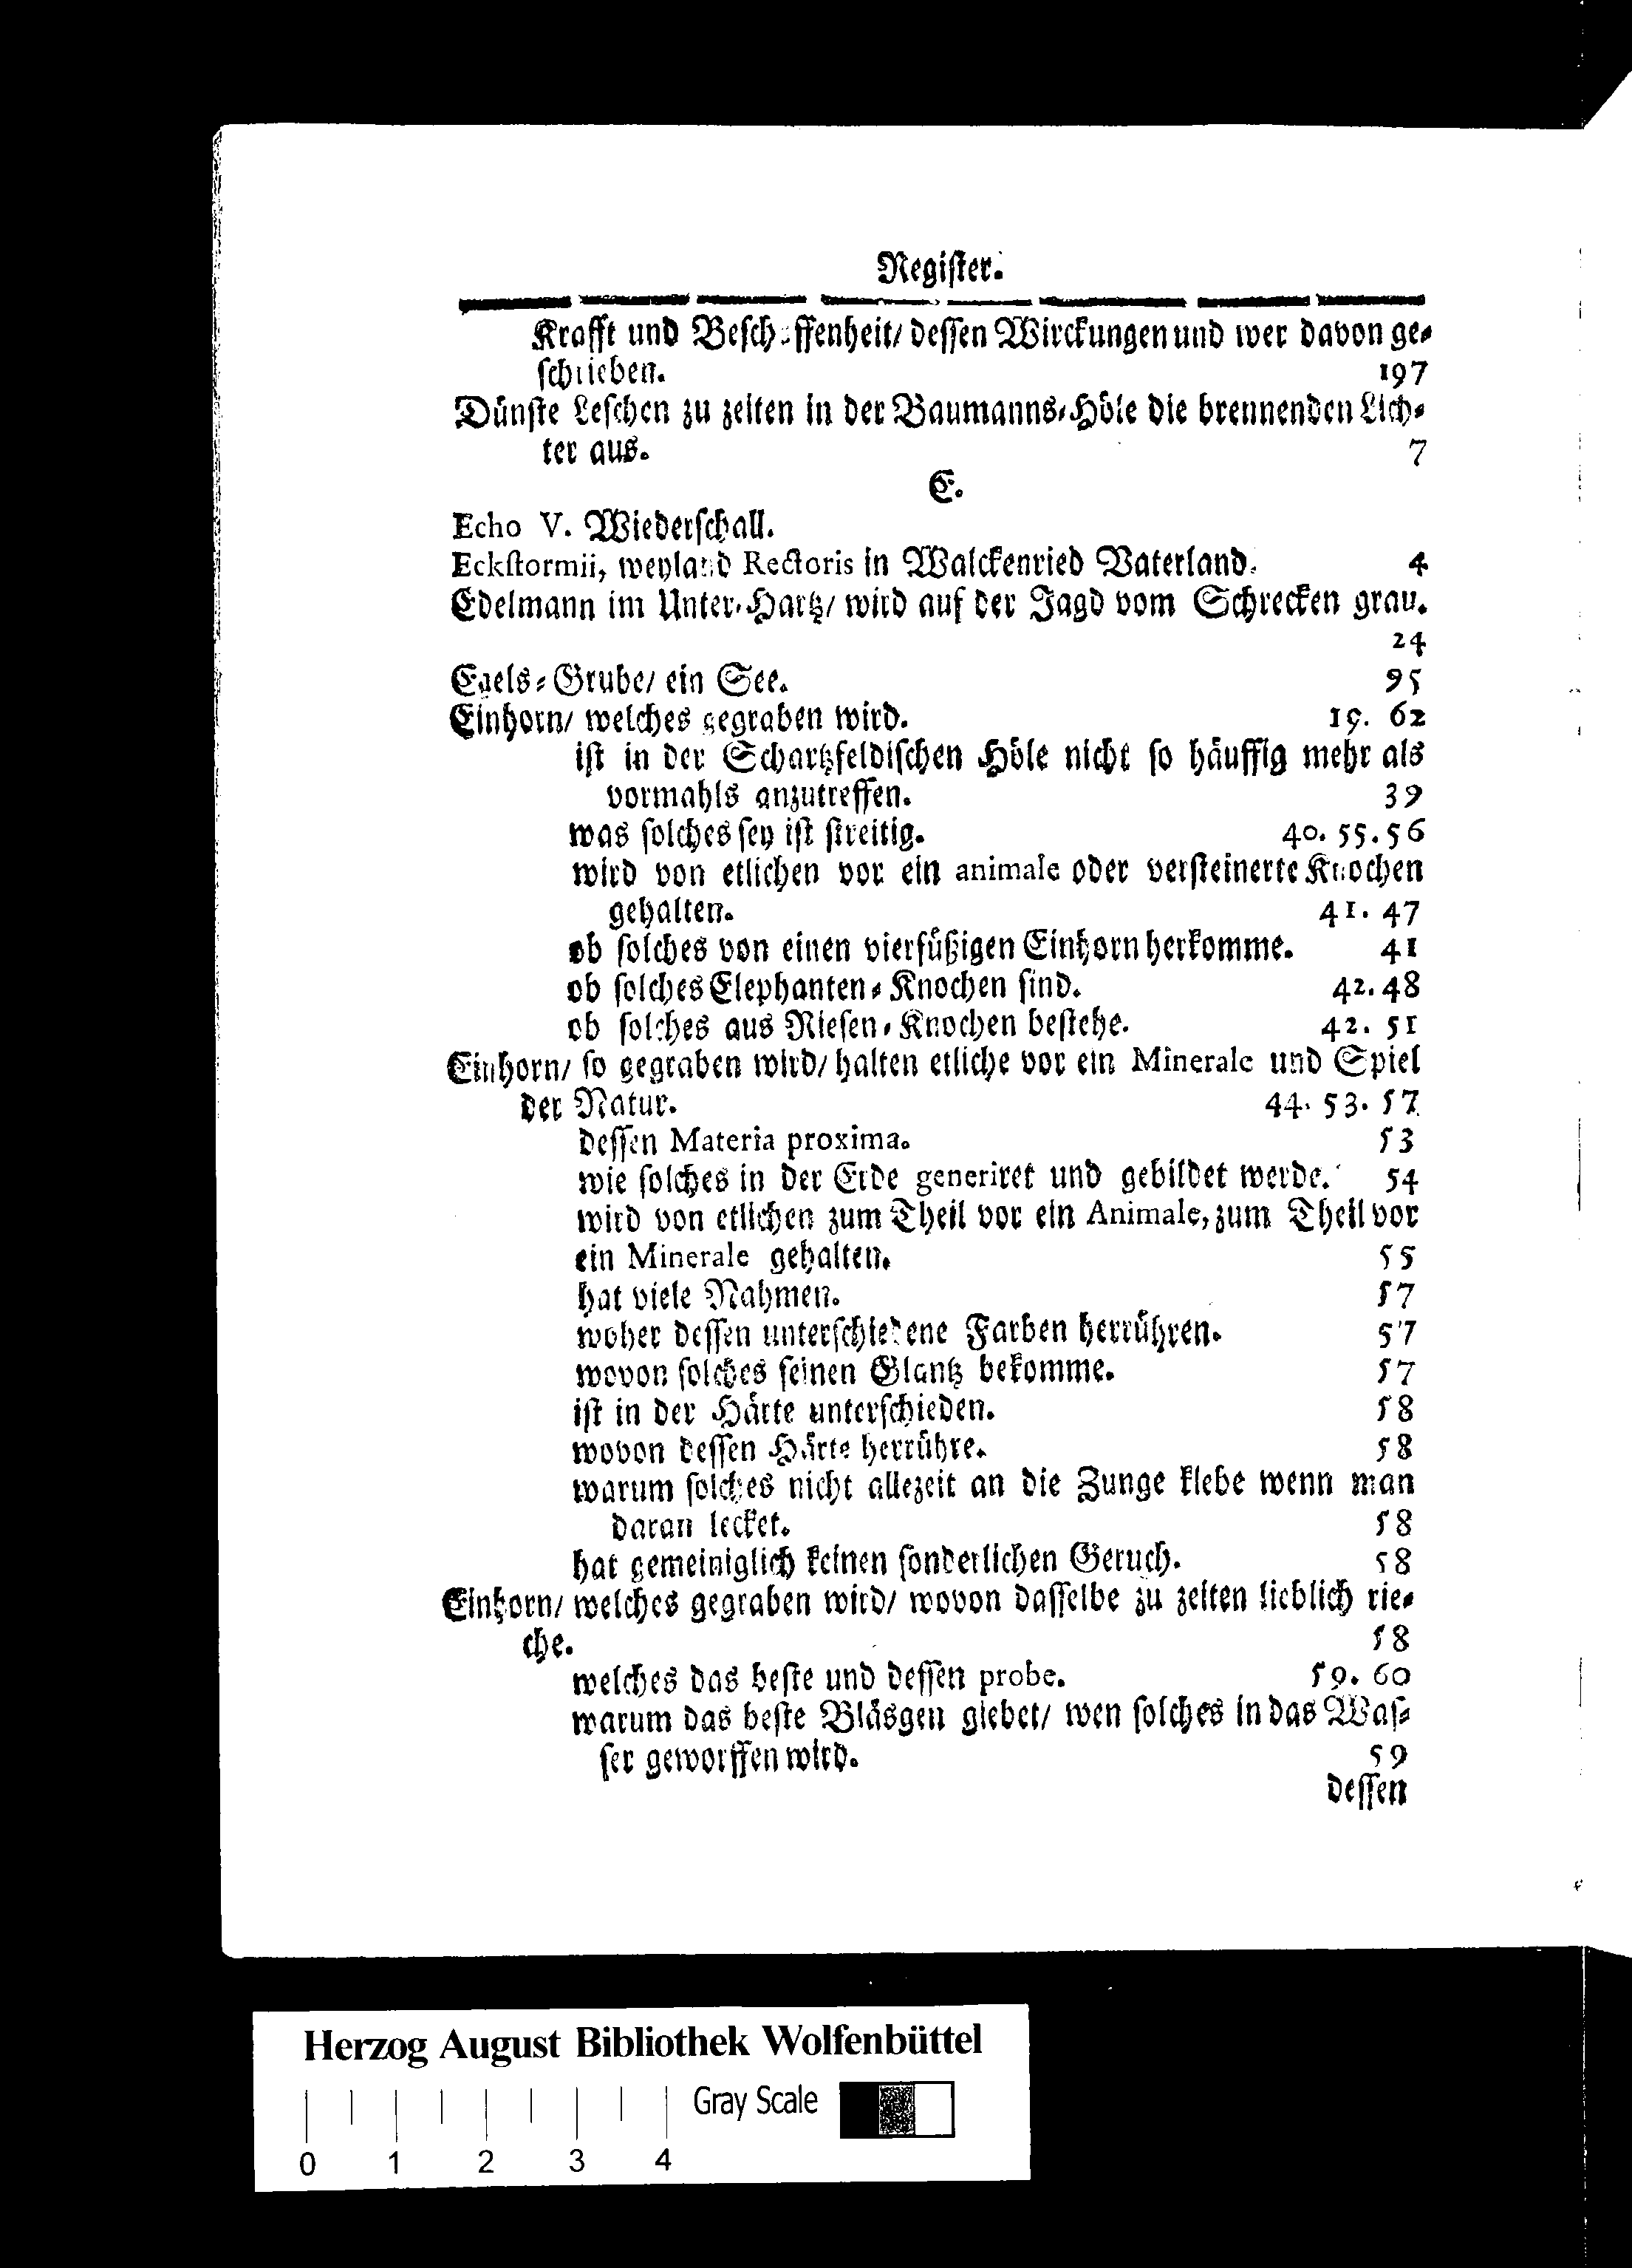 Register.
Krafft und Beschaffenheit/ dessen Wirckungen und wer davon ge-
schrieben. 197
Dünste Leschen zu zeiten in der Baumanns-Höle die brennenden Lich-
ter aus. 7
E.
Echo V. Wiederschall.
Eckstormii, weyland Rectoris in Walckenried Vaterland. 4
Edelmann im Unter-Hartz/ wird auf der Jagd vom Schrecken grau.
24
Egels-Grube/ ein See. 95
Einhorn/ welches gegraben wird. 19. 62
ist in der Schartzfeldischen Höle nicht so häuffig mehr als
vormahls anzutreffen. 39
was solches sey ist streitig. 40. 55. 56
wird von etlichen vor ein animale oder versteinerte Knochen
gehalten. 41. 47
ob solches von einen vierfüßigen Einhorn herkomme. 41
ob solches Elephanten-Knochen sind. 42. 48
ob solches aus Riesen-Knochen bestehe. 42. 51
Einhorn/ so gegraben wird/ halten etliche vor ein Minerale und Spiel
der Natur. 44. 53. 57
dessen Materia proxima. 53
wie solches in der Erde generiret und gebildet werde. 54
wird von etlichen zum Theil vor ein Animale, zum Theil vor
ein Minerale gehalten. 55
hat viele Nahmen. 57
woher dessen unterschiedene Farben herrühren. 57
wovon solches seinen Glantz bekomme. 57
ist in der Härte unterschieden. 58
wovon dessen Härte herrühre. 58
warum solches nicht allezeit an die Zunge klebe wenn man
daran lecket. 58
hat gemeiniglich keinen sonderlichen Geruch. 58
Einhorn/ welches gegraben wird/ wovon dasselbe zu zeiten lieblich rie-
che. 58
welches das beste und dessen probe. 59. 60
warum das beste Bläsgen giebet/ wen solches in das Was-
ser geworffen wird. 59
dessen
Herzog August Bibliothek Wolfenbüttel
Gray Scale
0 1 2 3 4